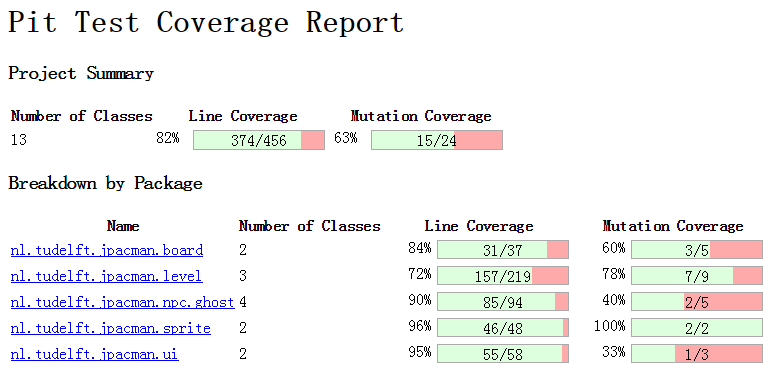 Pit Test Coverage Report
Project Summary
Number of Classes Line Coverage Mutation Coverage
13 82% 374/456 63% 15/24
Breakdown by Package
Name Number of Classes Line Coverage Mutation Coverage
nl.tudelft.jpacman.board 2 84% 31/37 60% 3/5
nl.tudelft.jpacman.level 3 72% 157/219 78% 7/9
nl.tudelft.jpacman.npc.ghost 4 90% 85/94 40% 2/5
nl.tudelft.jpacman.sprite 2 96% 46/48 100% 2/2
nl.tudelft.jpacman.ui 2 95% 55/58 33% 1/3